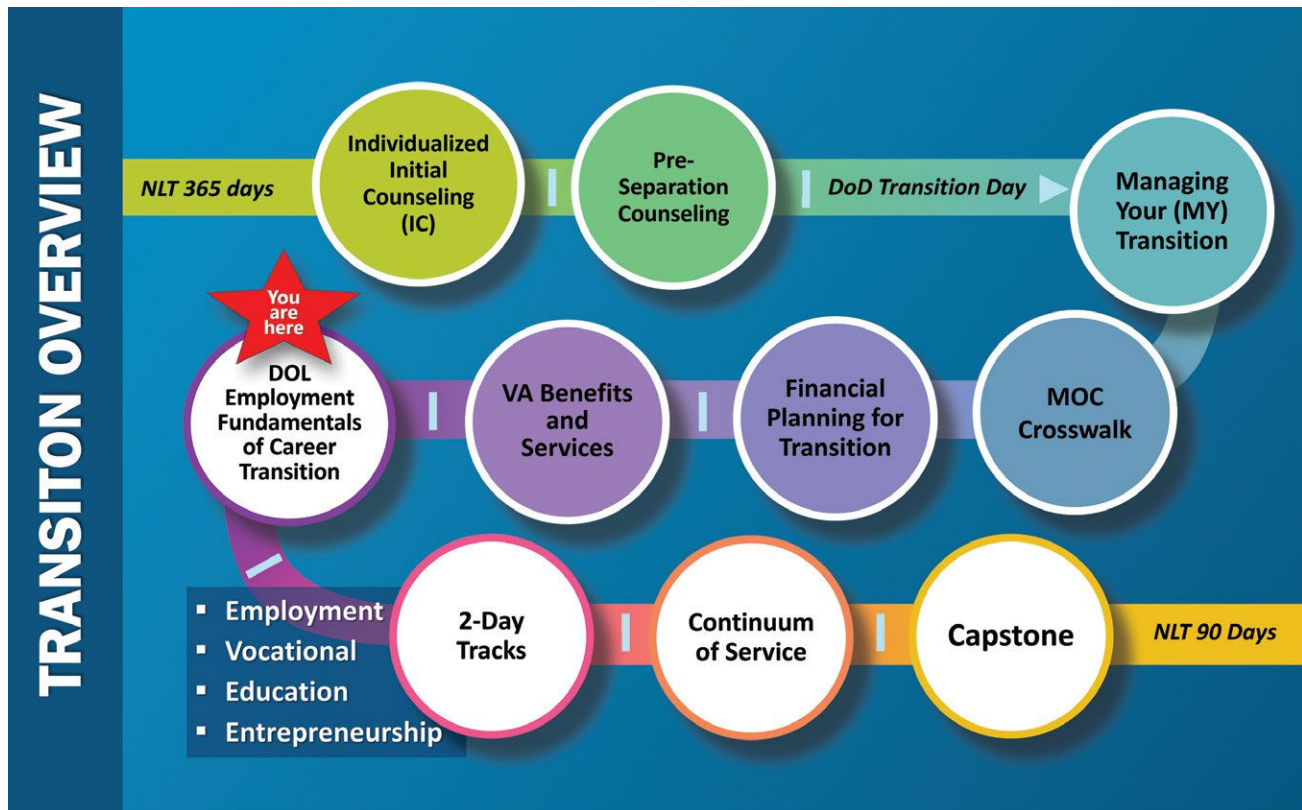 TRANSITON OVERVIEW
NLT 365 days
Individualized
Initial
Counseling
(IC)
Pre-
Separation
Counseling
DoD Transition Day
Managing
Your (MY)
Transition
MOC
Crosswalk
Financial
Planning for
Transition
VA Benefits
and
Services
You
are
here
DOL
Employment
Fundamentals
of Career
Transition
▪ Employment
▪ Vocational
▪ Education
▪ Entrepreneurship
2-Day
Tracks
Continuum
of Service
Capstone
NLT 90 Days